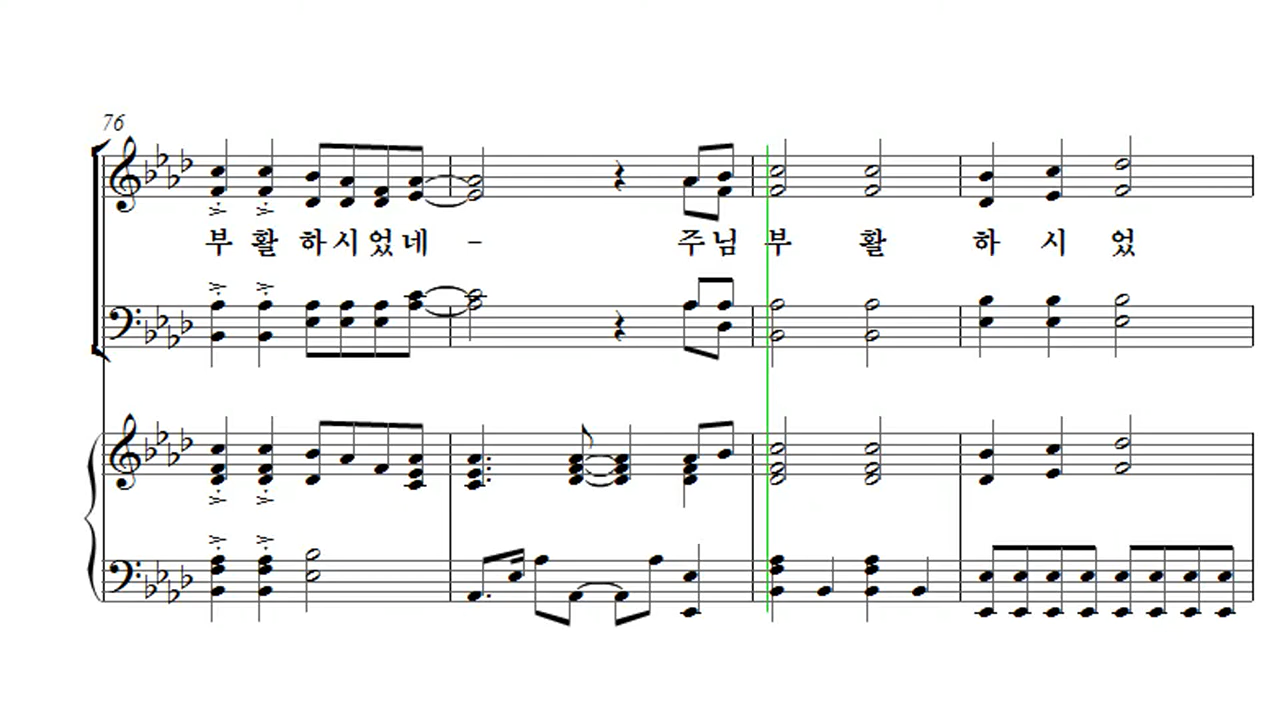 76
부 활 하 시 었 네 - 주 님 부 활 하 시 었